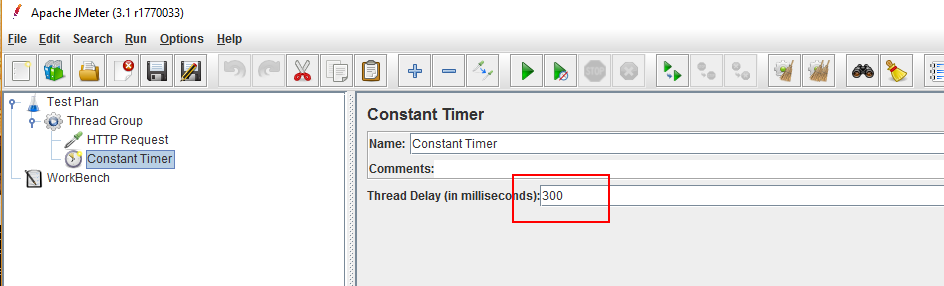 Apache JMeter (3.1 r1770033)
File Edit Search Run Options Help
STOP
Test Plan
Thread Group
HTTP Request
Constant Timer
WorkBench
Constant Timer
Name: Constant Timer
Comments:
Thread Delay (in milliseconds): 300